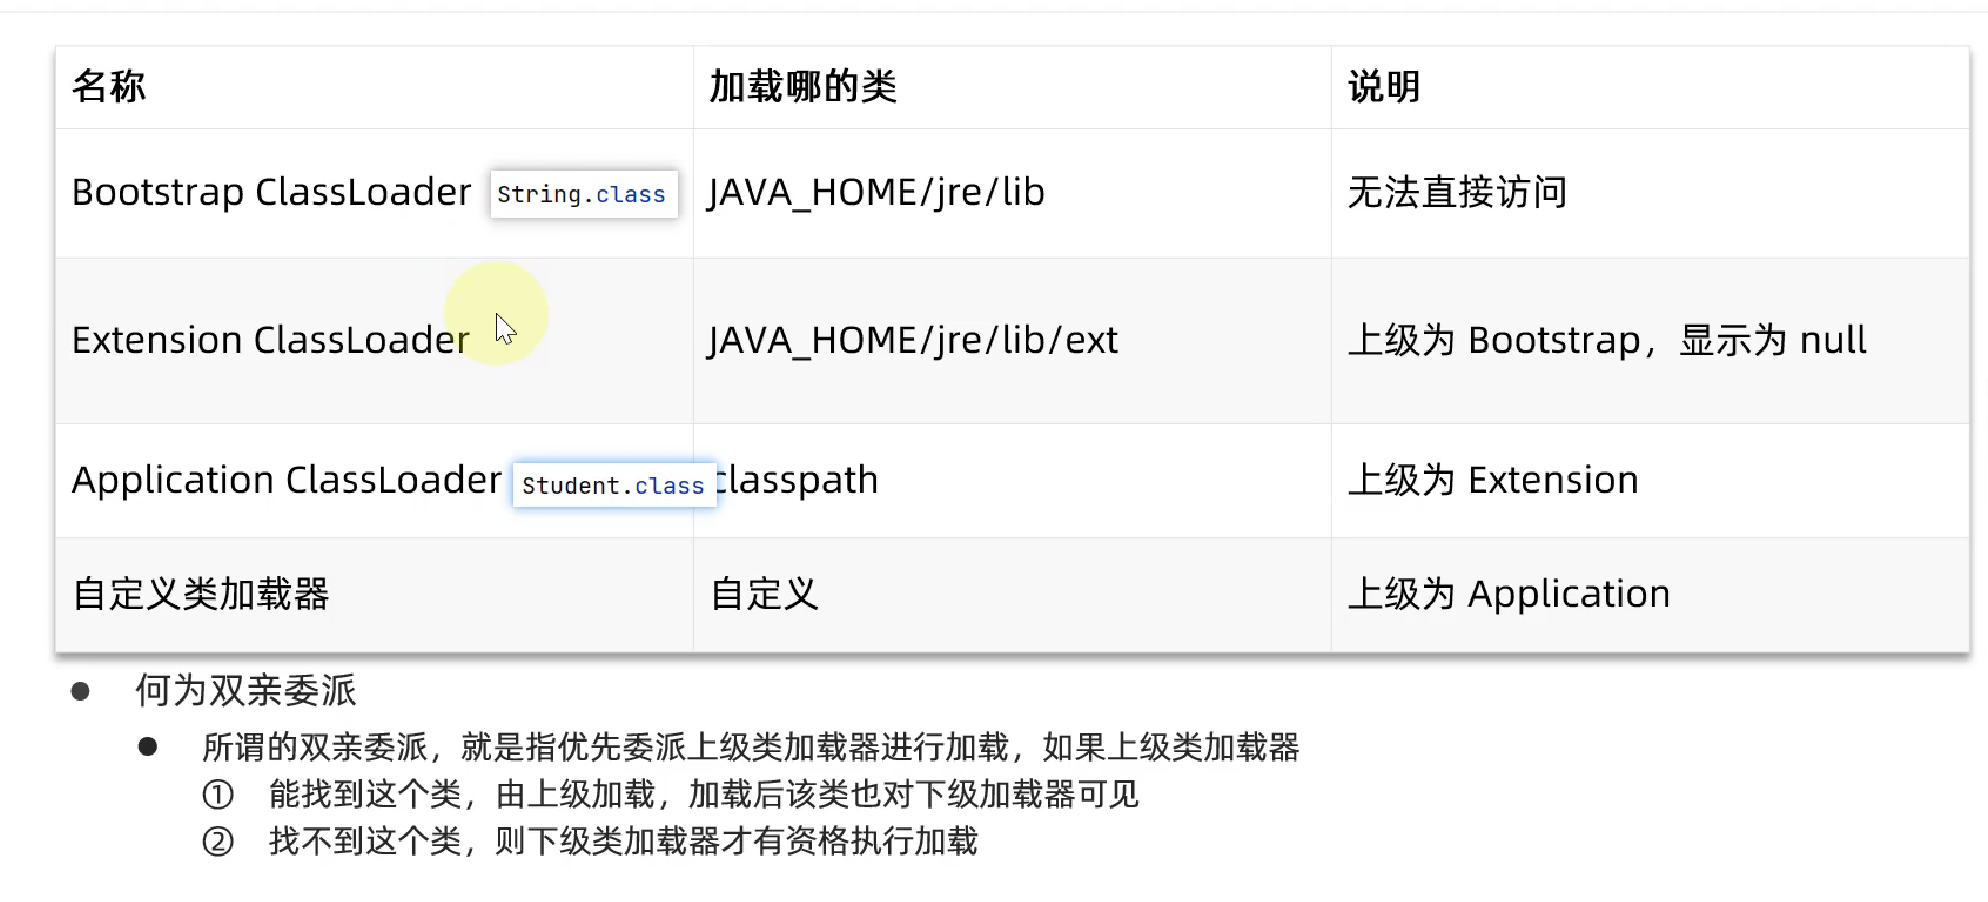 名称 加载哪的类 说明
Bootstrap ClassLoader String.class JAVA_HOME/jre/lib 无法直接访问
Extension ClassLoader JAVA_HOME/jre/lib/ext 上级为 Bootstrap，显示为 null
Application ClassLoader Student.class classpath 上级为 Extension
自定义类加载器 自定义 上级为 Application
● 何为双亲委派
● 所谓的双亲委派，就是指优先委派上级类加载器进行加载，如果上级类加载器
① 能找到这个类，由上级加载，加载后该类也对下级加载器可见
② 找不到这个类，则下级类加载器才有资格执行加载